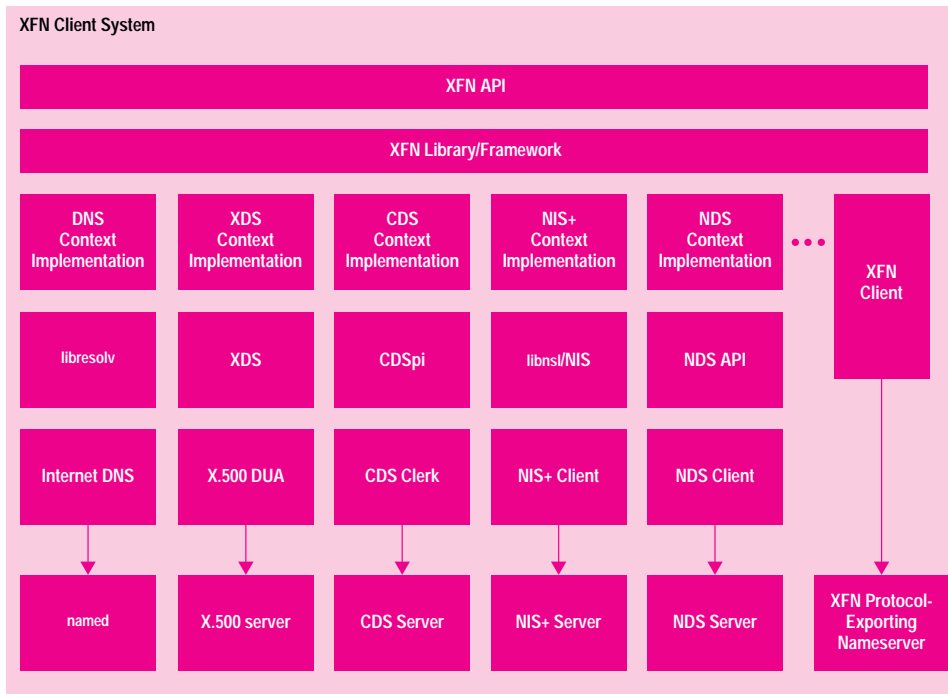 XFN Client System
XFN API
XFN Library/Framework
DNS
Context
Implementation
XDS
Context
Implementation
CDS
Context
Implementation
NIS+
Context
Implementation
NDS
Context
Implementation
XFN
Client
libresolv
XDS
CDSpi
libnsl/NIS
NDS API
Internet DNS
X.500 DUA
CDS Clerk
NIS+ Client
NDS Client
named
X.500 server
CDS Server
NIS+ Server
NDS Server
XFN Protocol-
Exporting
Nameserver